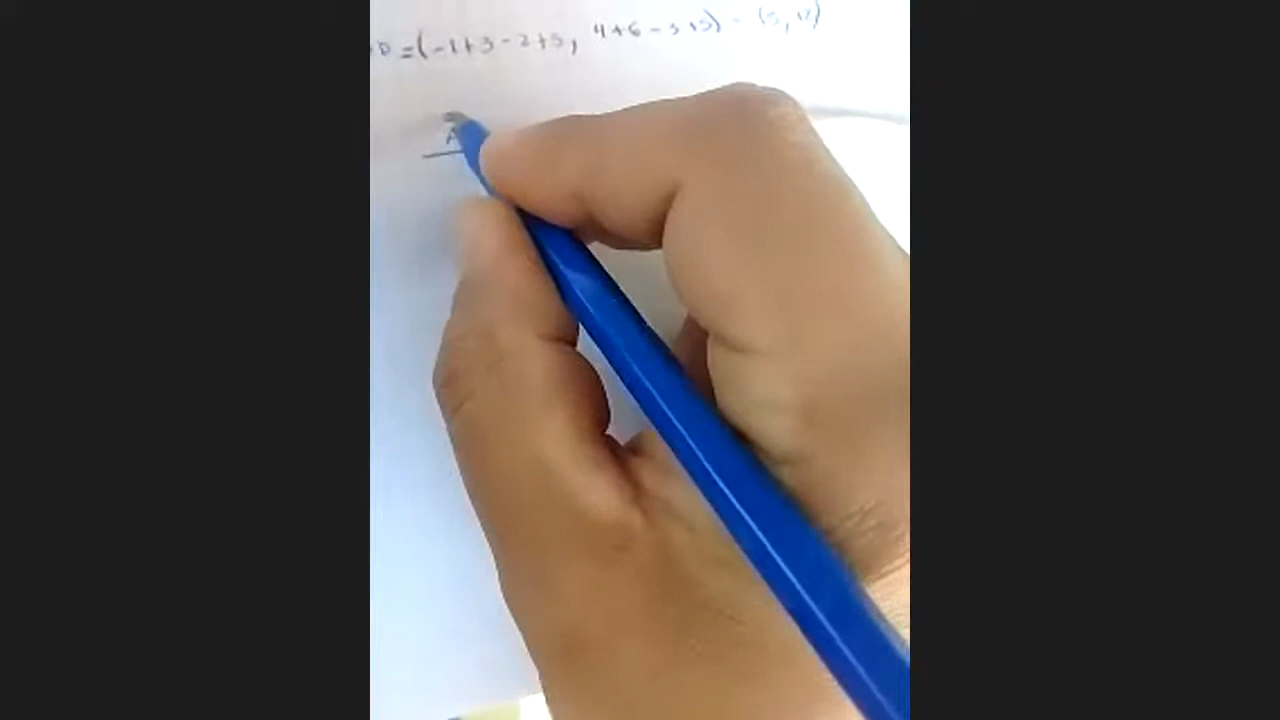 D = (-1+3-2+5, 4+6-3+5) = (5, 12)
A